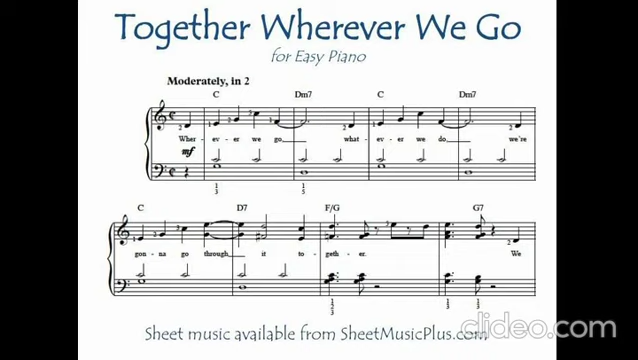 Together Wherever We Go
for Easy Piano
Moderately, in 2
C Dm7 C Dm7
Wher - ev - er we go, what - ev - er we do, we're
mf
C D7 F/G G7
gon - na go through it to - geth - er. We
Sheet music available from SheetMusicPlus.com
clideo.com